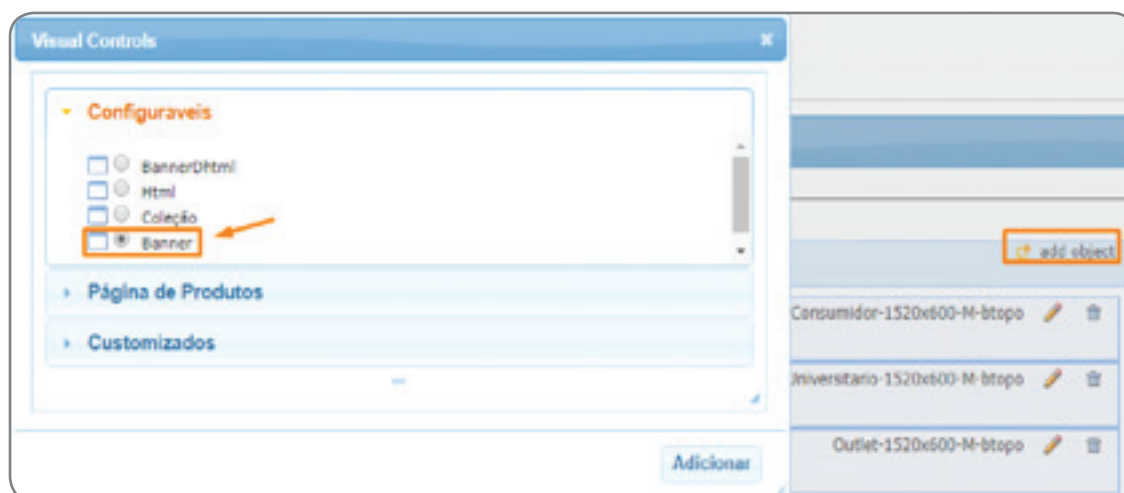 Visual Controls
Configuraveis
BannerDhtml
Html
Coleção
Banner
Página de Produtos
Customizados
Adicionar
add object
Consumidor-1520x600-M-btopo
Universitario-1520x600-M-btopo
Outlet-1520x600-M-btopo